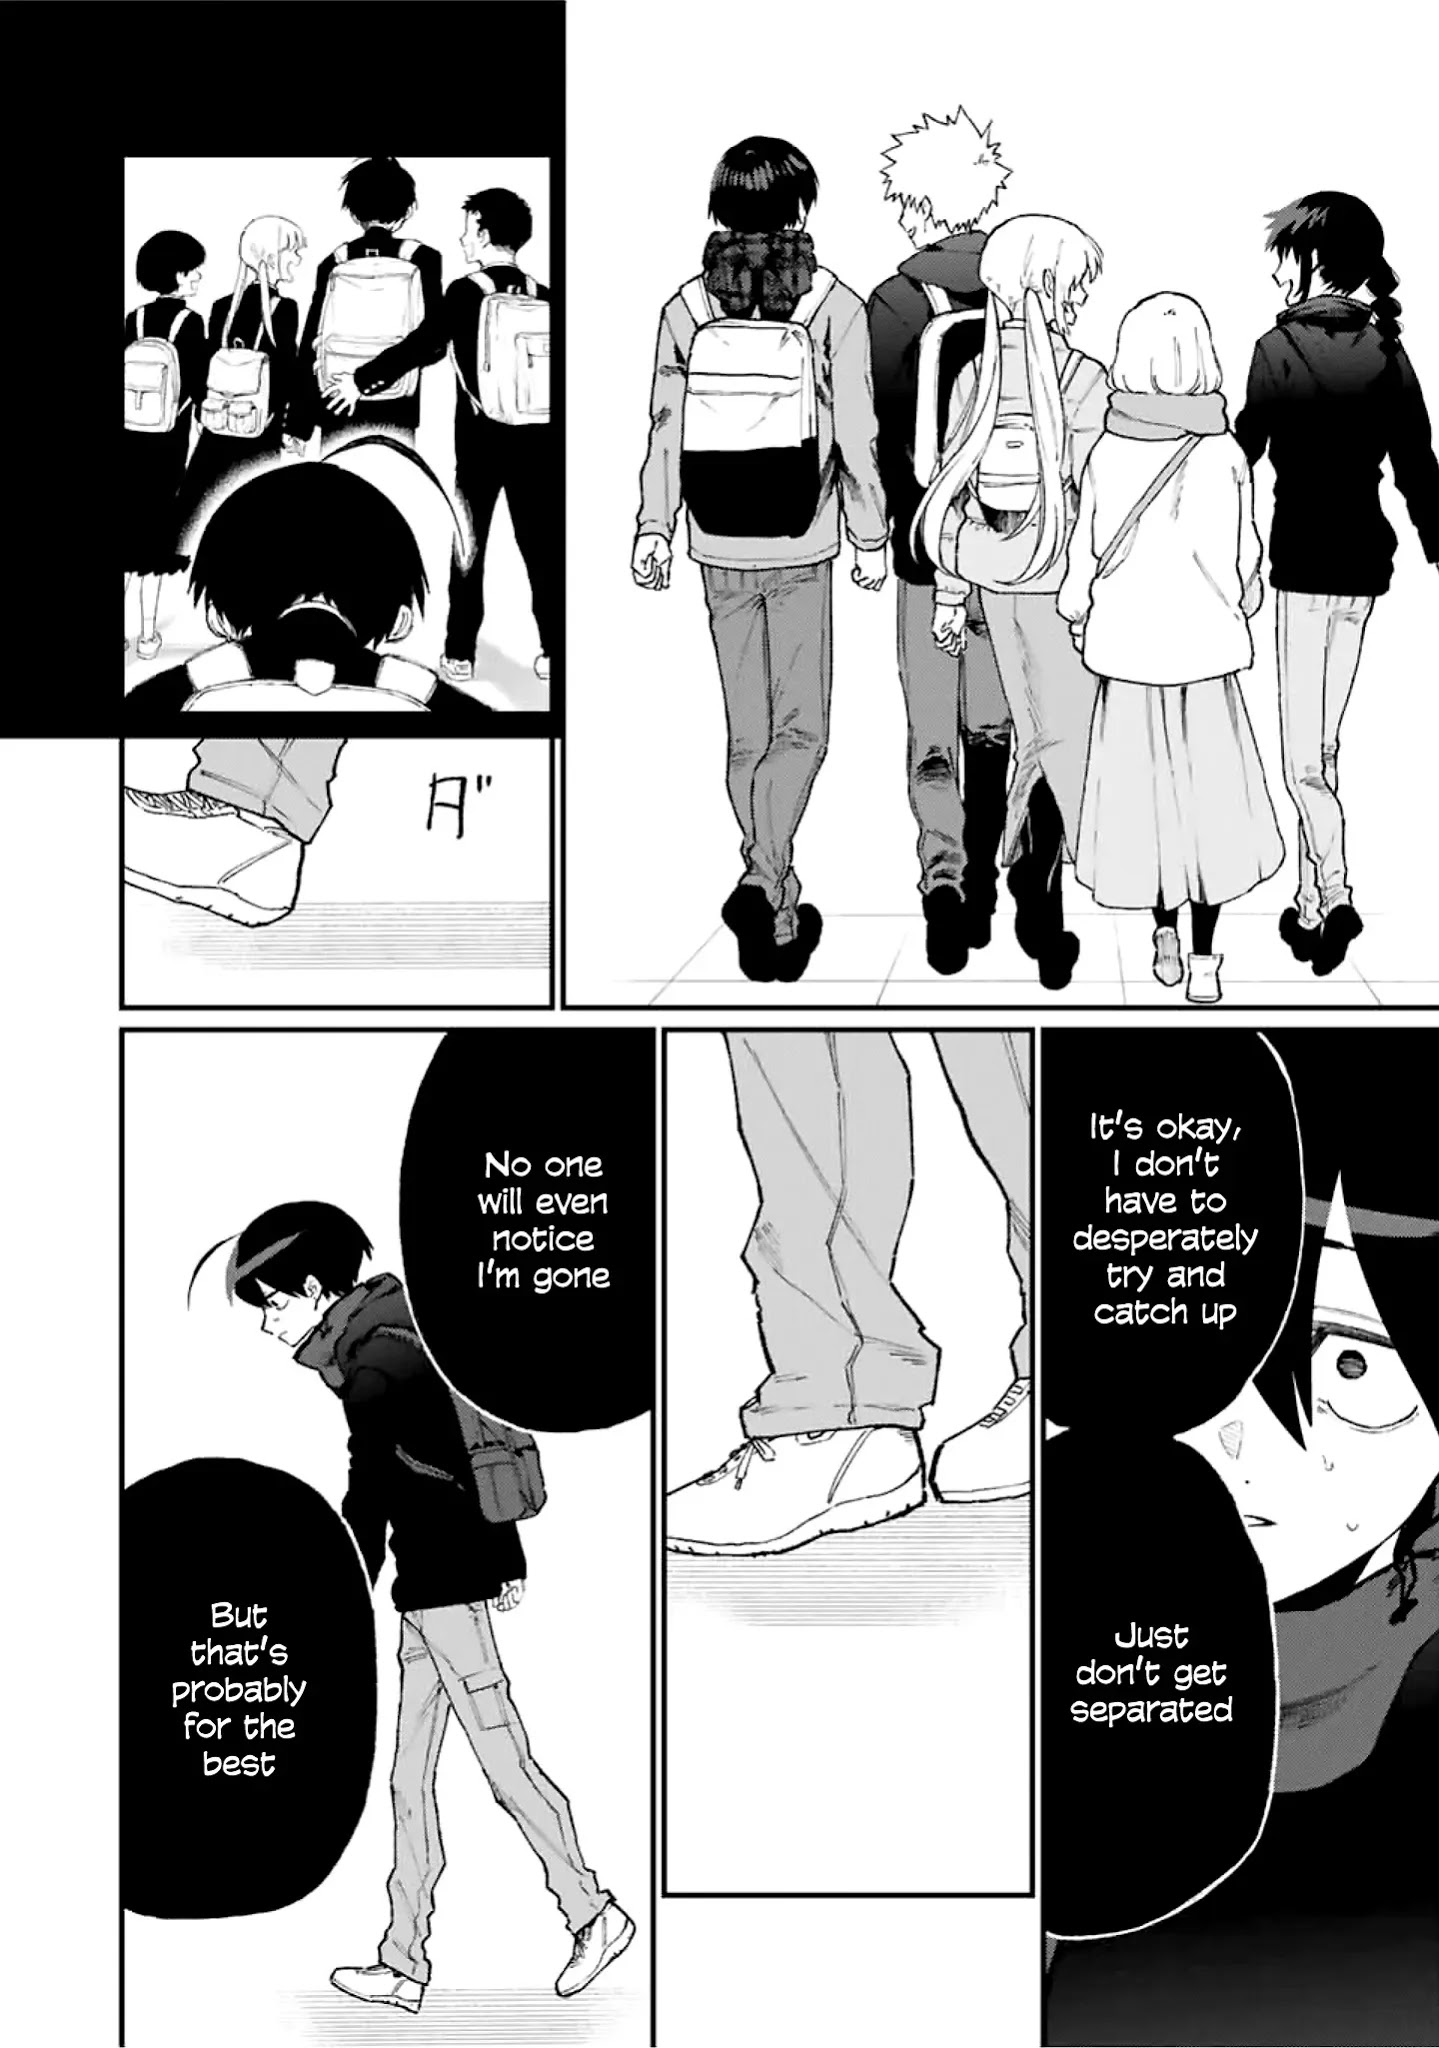 ダ
It's okay,
I don't
have to
desperately
try and
catch up
Just
don't get
separated
No one
will even
notice
I'm gone
But
that's
probably
for the
best